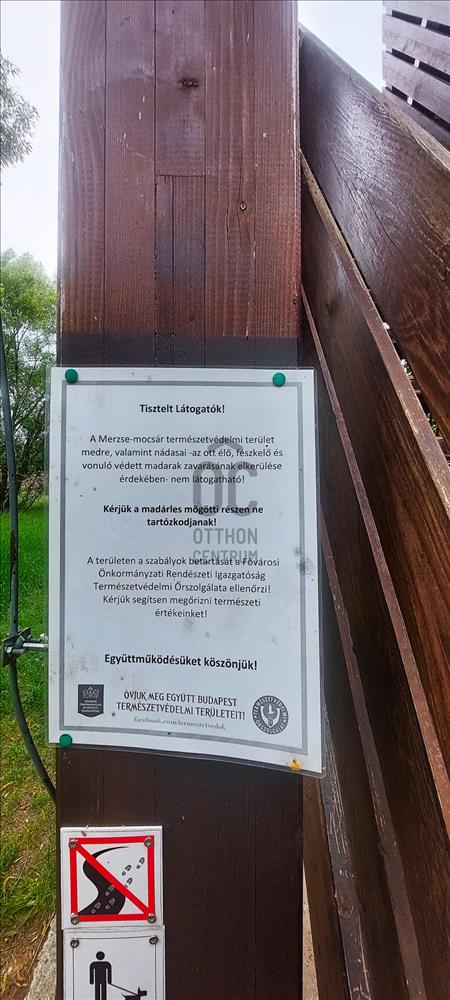 Tisztelt Látogatók!
A Merzse-mocsár természetvédelmi terület
medre, valamint nádasai -az ott élő, fészkelő és
vonuló védett madarak zavarásának elkerülése
érdekében- nem látogatható!
Kérjük a madárles mögötti részen ne
tartózkodjanak!
OC
OTTHON
CENTRUM
A területen a szabályok betartását a Fővárosi
Önkormányzati Rendészeti Igazgatóság
Természetvédelmi Őrszolgálata ellenőrzi!
Kérjük segítsen megőrizni természeti
értékeinket!
Együttműködésüket köszönjük!
ÓVJUK MEG EGYÜTT BUDAPEST
TERMÉSZETVÉDELMI TERÜLETEIT!
facebook.com/termeszetvedok